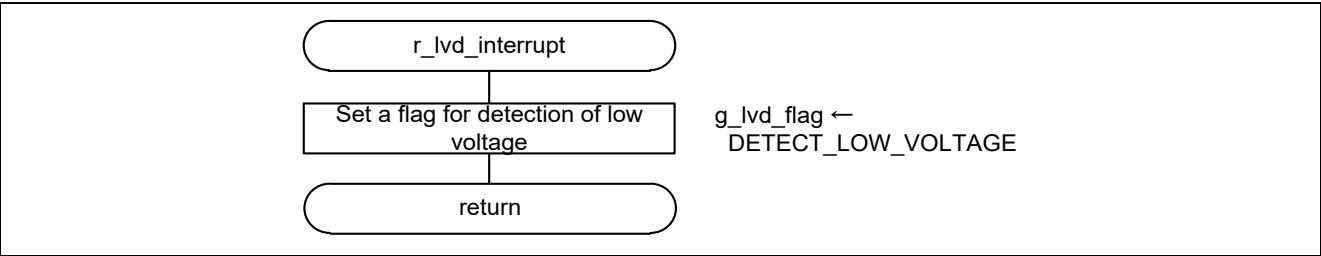 r_lvd_interrupt
Set a flag for detection of low
voltage
g_lvd_flag ←
DETECT_LOW_VOLTAGE
return